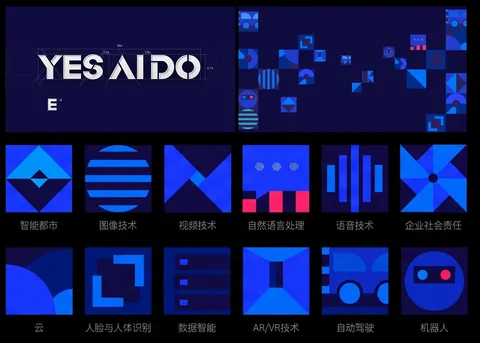 YES AI DO
E
智能都市
图像技术
视频技术
自然语言处理
语音技术
企业社会责任
云
人脸与人体识别
数据智能
AR/VR技术
自动驾驶
机器人